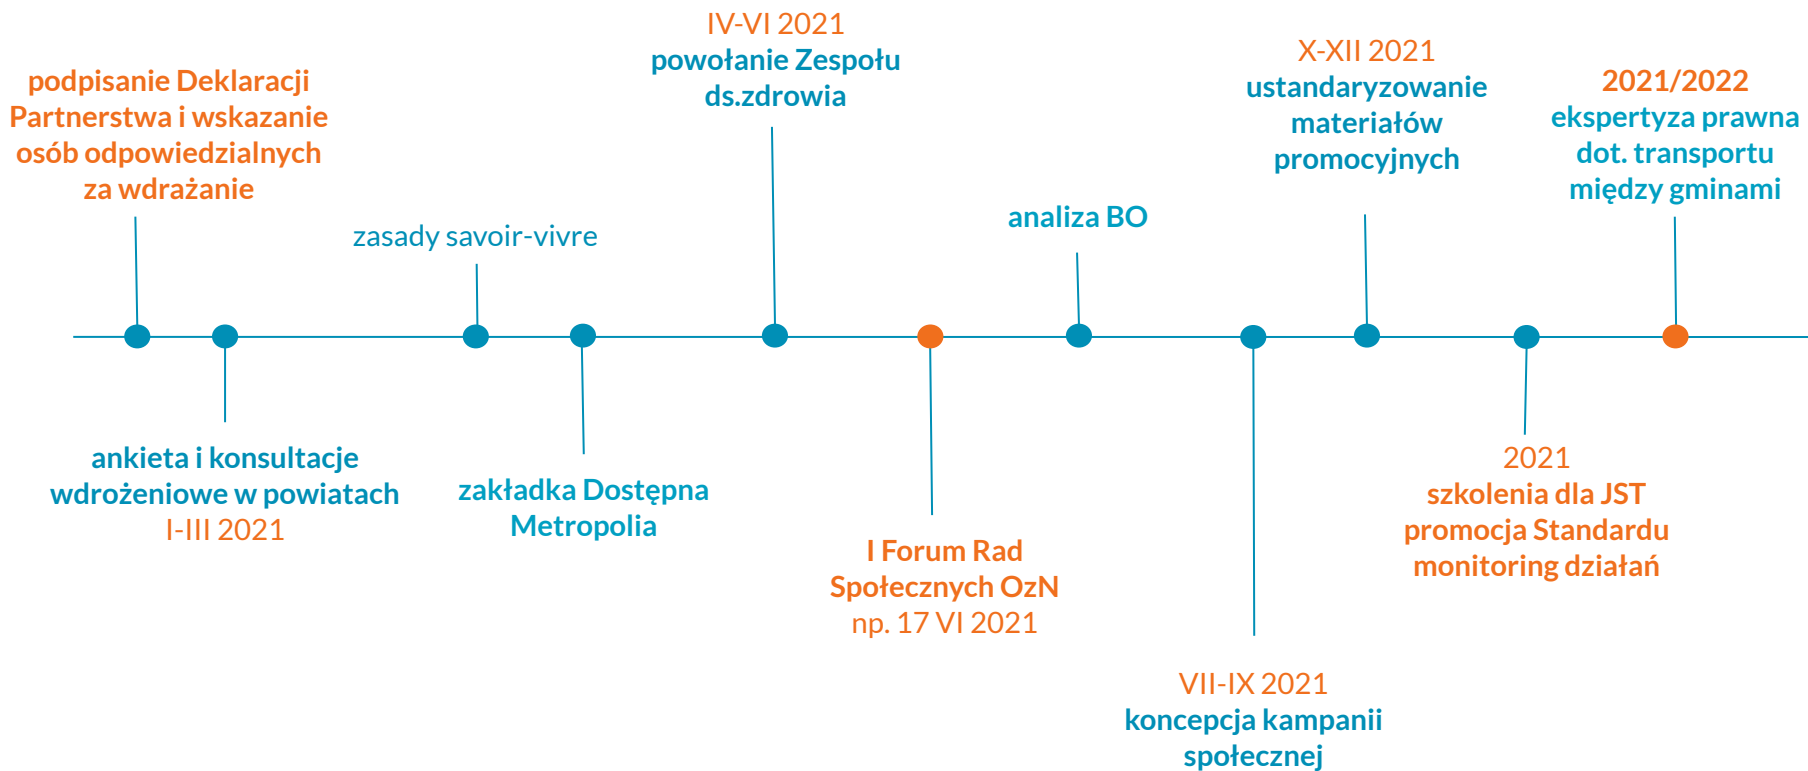 podpisanie Deklaracji
Partnerstwa i wskazanie
osób odpowiedzialnych
za wdrażanie
ankieta i konsultacje
wdrożeniowe w powiatach
I-III 2021
zasady savoir-vivre
zakładka Dostępna
Metropolia
IV-VI 2021
powołanie Zespołu
ds.zdrowia
I Forum Rad
Społecznych OzN
np. 17 VI 2021
analiza BO
VII-IX 2021
koncepcja kampanii
społecznej
X-XII 2021
ustandaryzowanie
materiałów
promocyjnych
2021
szkolenia dla JST
promocja Standardu
monitoring działań
2021/2022
ekspertyza prawna
dot. transportu
między gminami